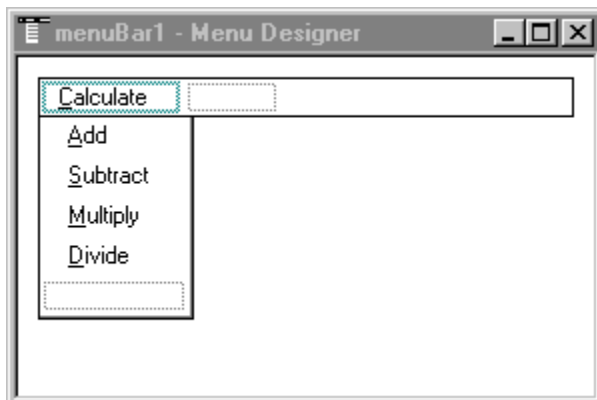 menuBar1 - Menu Designer
Calculate
Add
Subtract
Multiply
Divide